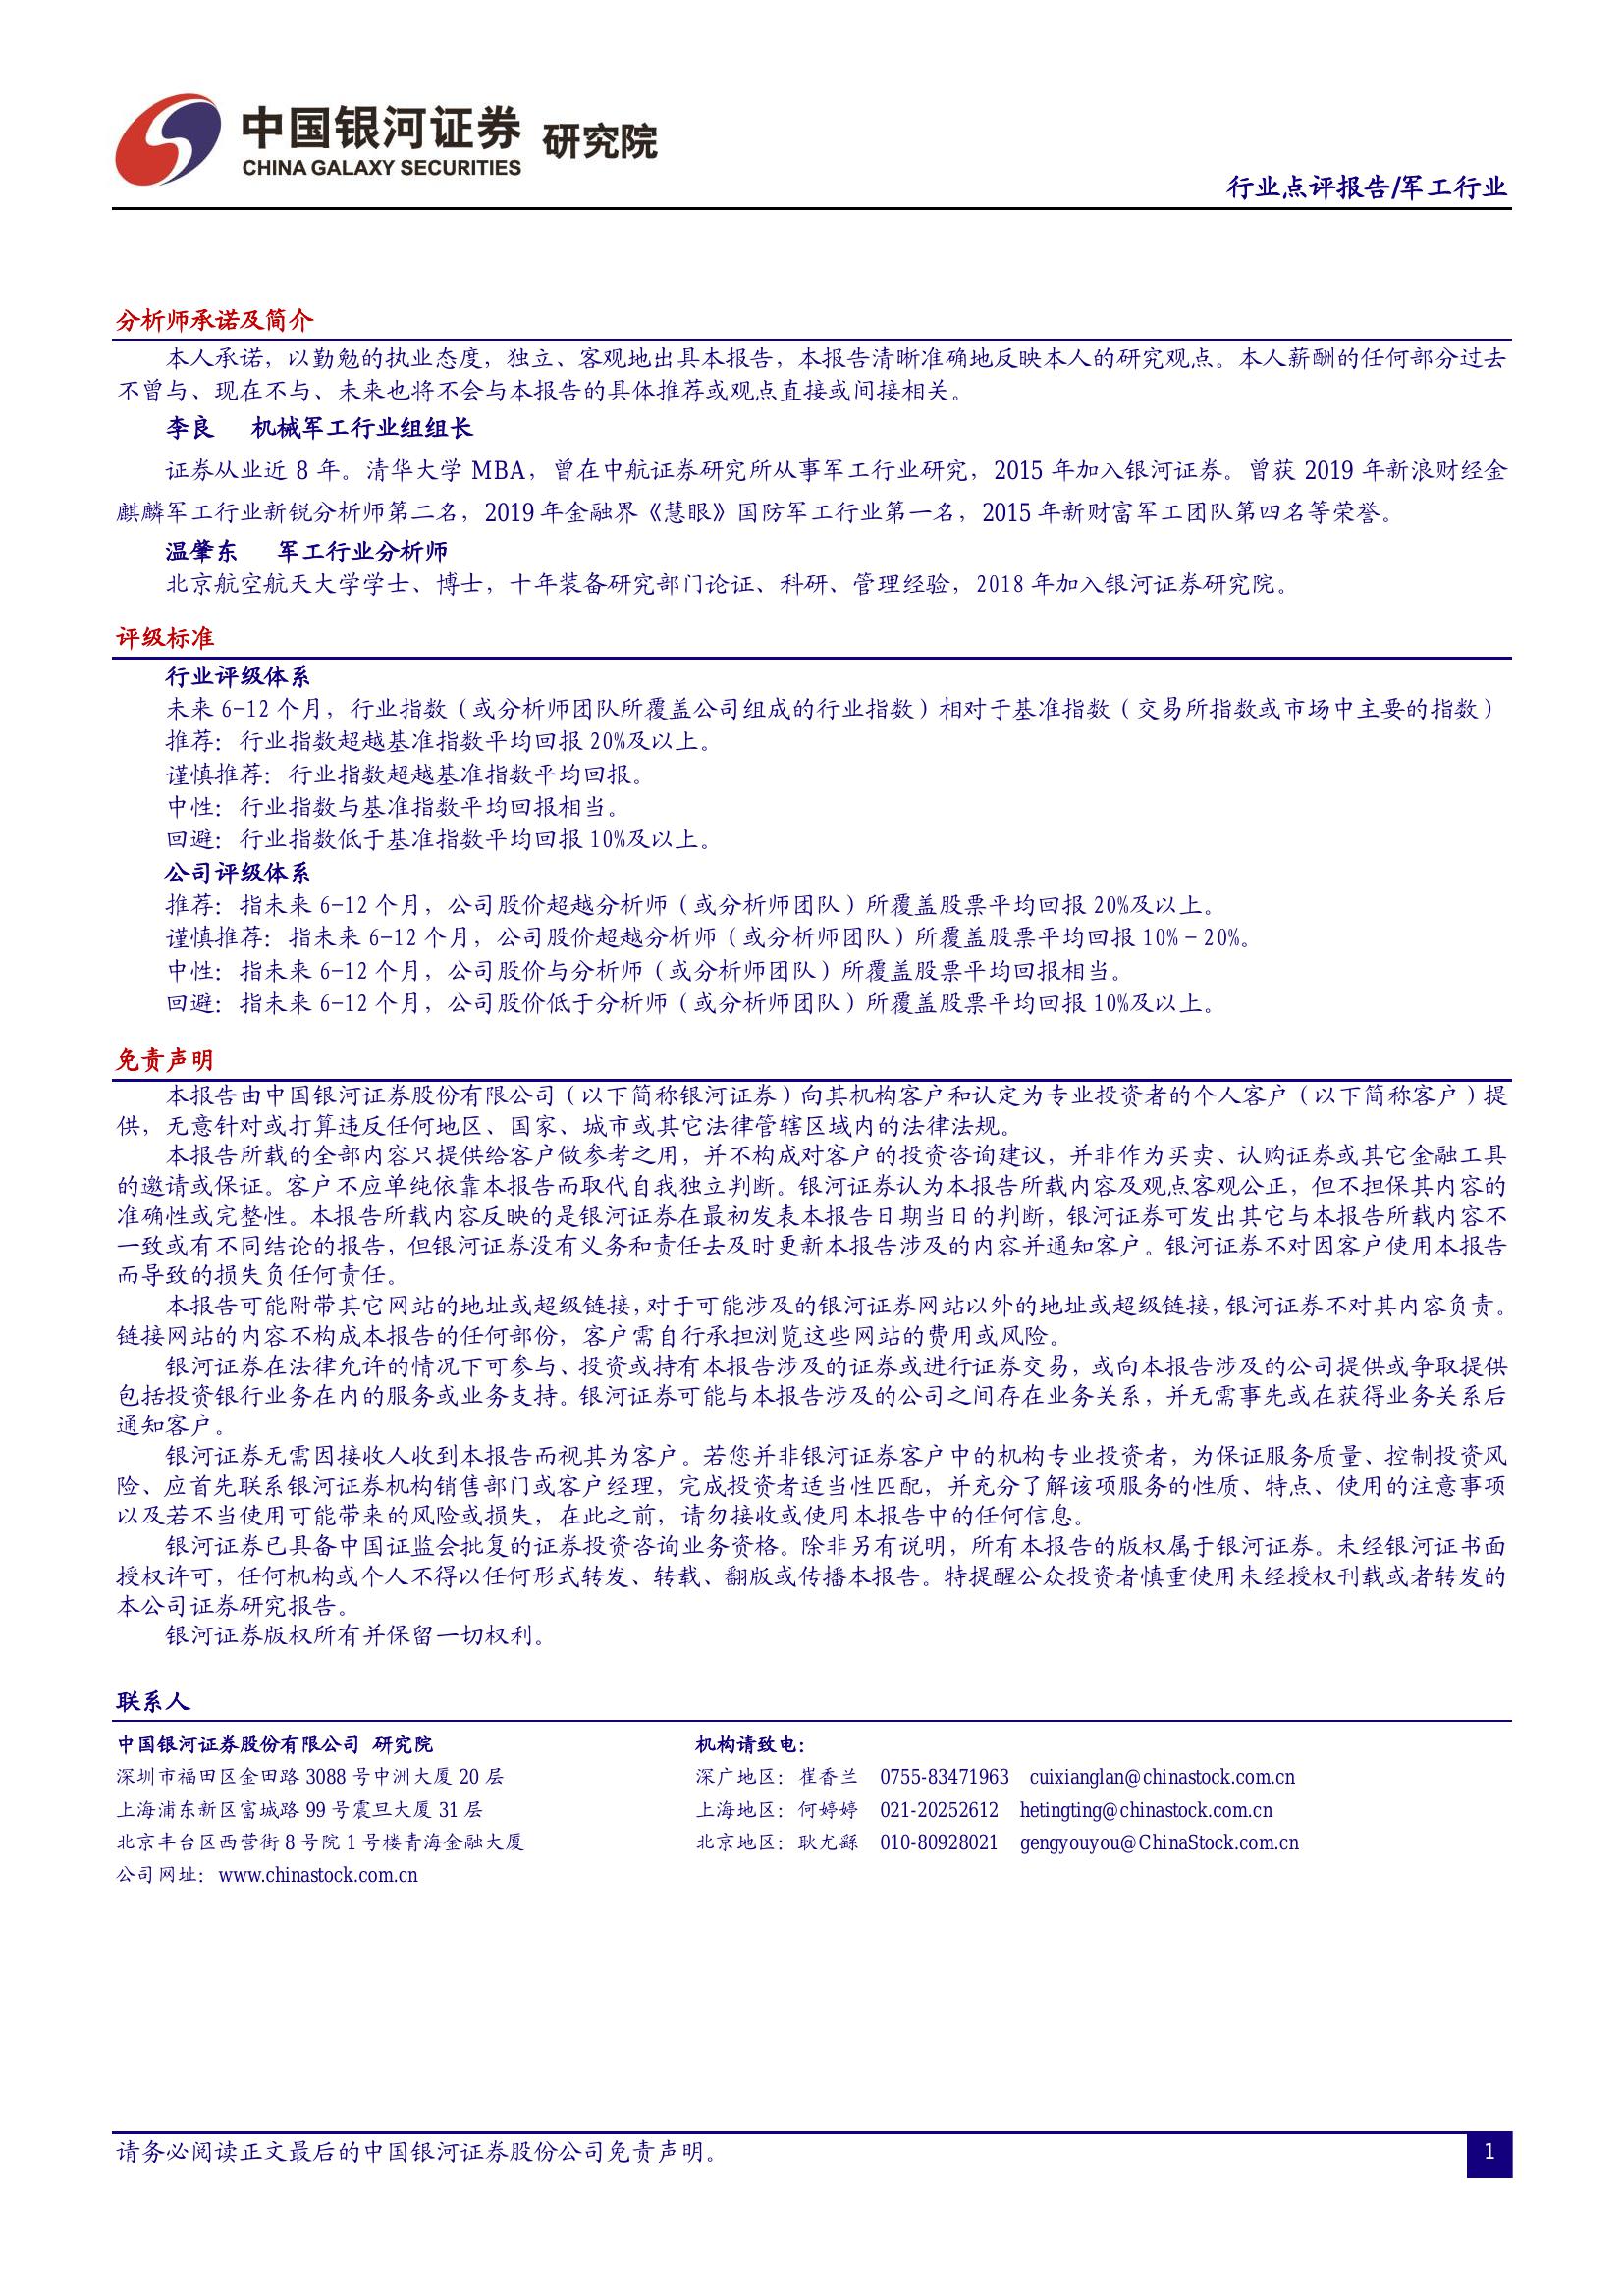 中国银河证券 研究院
CHINA GALAXY SECURITIES
行业点评报告/军工行业
分析师承诺及简介
本人承诺，以勤勉的执业态度，独立、客观地出具本报告，本报告清晰准确地反映本人的研究观点。本人薪酬的任何部分过去
不曾与、现在不与、未来也将不会与本报告的具体推荐或观点直接或间接相关。
李良 机械军工行业组组长
证券从业近 8 年。清华大学 MBA，曾在中航证券研究所从事军工行业研究，2015 年加入银河证券。曾获 2019 年新浪财经金
麒麟军工行业新锐分析师第二名，2019 年金融界《慧眼》国防军工行业第一名，2015 年新财富军工团队第四名等荣誉。
温肇东 军工行业分析师
北京航空航天大学学士、博士，十年装备研究部门论证、科研、管理经验，2018 年加入银河证券研究院。
评级标准
行业评级体系
未来 6-12 个月，行业指数（或分析师团队所覆盖公司组成的行业指数）相对于基准指数（交易所指数或市场中主要的指数）
推荐：行业指数超越基准指数平均回报 20%及以上。
谨慎推荐：行业指数超越基准指数平均回报。
中性：行业指数与基准指数平均回报相当。
回避：行业指数低于基准指数平均回报 10%及以上。
公司评级体系
推荐：指未来 6-12 个月，公司股价超越分析师（或分析师团队）所覆盖股票平均回报 20%及以上。
谨慎推荐：指未来 6-12 个月，公司股价超越分析师（或分析师团队）所覆盖股票平均回报 10%－20%。
中性：指未来 6-12 个月，公司股价与分析师（或分析师团队）所覆盖股票平均回报相当。
回避：指未来 6-12 个月，公司股价低于分析师（或分析师团队）所覆盖股票平均回报 10%及以上。
免责声明
本报告由中国银河证券股份有限公司（以下简称银河证券）向其机构客户和认定为专业投资者的个人客户（以下简称客户）提
供，无意针对或打算违反任何地区、国家、城市或其它法律管辖区域内的法律法规。
本报告所载的全部内容只提供给客户做参考之用，并不构成对客户的投资咨询建议，并非作为买卖、认购证券或其它金融工具
的邀请或保证。客户不应单纯依靠本报告而取代自我独立判断。银河证券认为本报告所载内容及观点客观公正，但不担保其内容的
准确性或完整性。本报告所载内容反映的是银河证券在最初发表本报告日期当日的判断，银河证券可发出其它与本报告所载内容不
一致或有不同结论的报告，但银河证券没有义务和责任去及时更新本报告涉及的内容并通知客户。银河证券不对因客户使用本报告
而导致的损失负任何责任。
本报告可能附带其它网站的地址或超级链接，对于可能涉及的银河证券网站以外的地址或超级链接，银河证券不对其内容负责。
链接网站的内容不构成本报告的任何部份，客户需自行承担浏览这些网站的费用或风险。
银河证券在法律允许的情况下可参与、投资或持有本报告涉及的证券或进行证券交易，或向本报告涉及的公司提供或争取提供
包括投资银行业务在内的服务或业务支持。银河证券可能与本报告涉及的公司之间存在业务关系，并无需事先或在获得业务关系后
通知客户。
银河证券无需因接收人收到本报告而视其为客户。若您并非银河证券客户中的机构专业投资者，为保证服务质量、控制投资风
险、应首先联系银河证券机构销售部门或客户经理，完成投资者适当性匹配，并充分了解该项服务的性质、特点、使用的注意事项
以及若不当使用可能带来的风险或损失，在此之前，请勿接收或使用本报告中的任何信息。
银河证券已具备中国证监会批复的证券投资咨询业务资格。除非另有说明，所有本报告的版权属于银河证券。未经银河证书面
授权许可，任何机构或个人不得以任何形式转发、转载、翻版或传播本报告。特提醒公众投资者慎重使用未经授权刊载或者转发的
本公司证券研究报告。
银河证券版权所有并保留一切权利。
联系人
中国银河证券股份有限公司 研究院 机构请致电：
深圳市福田区金田路 3088 号中洲大厦 20 层 深广地区：崔香兰 0755-83471963 cuixianglan@chinastock.com.cn
上海浦东新区富城路 99 号震旦大厦 31 层 上海地区：何婷婷 021-20252612 hetingting@chinastock.com.cn
北京丰台区西营街 8 号院 1 号楼青海金融大厦 北京地区：耿尤繇 010-80928021 gengyouyou@ChinaStock.com.cn
公司网址：www.chinastock.com.cn
请务必阅读正文最后的中国银河证券股份公司免责声明。
1